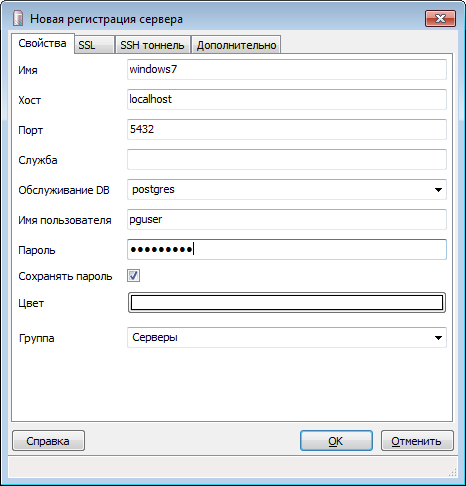 Новая регистрация сервера
Свойства SSL SSH тоннель Дополнительно
Имя windows7
Хост localhost
Порт 5432
Служба
Обслуживание DB postgres
Имя пользователя pguser
Пароль •••••••••
Сохранять пароль
Цвет
Группа Серверы
Справка OK Отменить